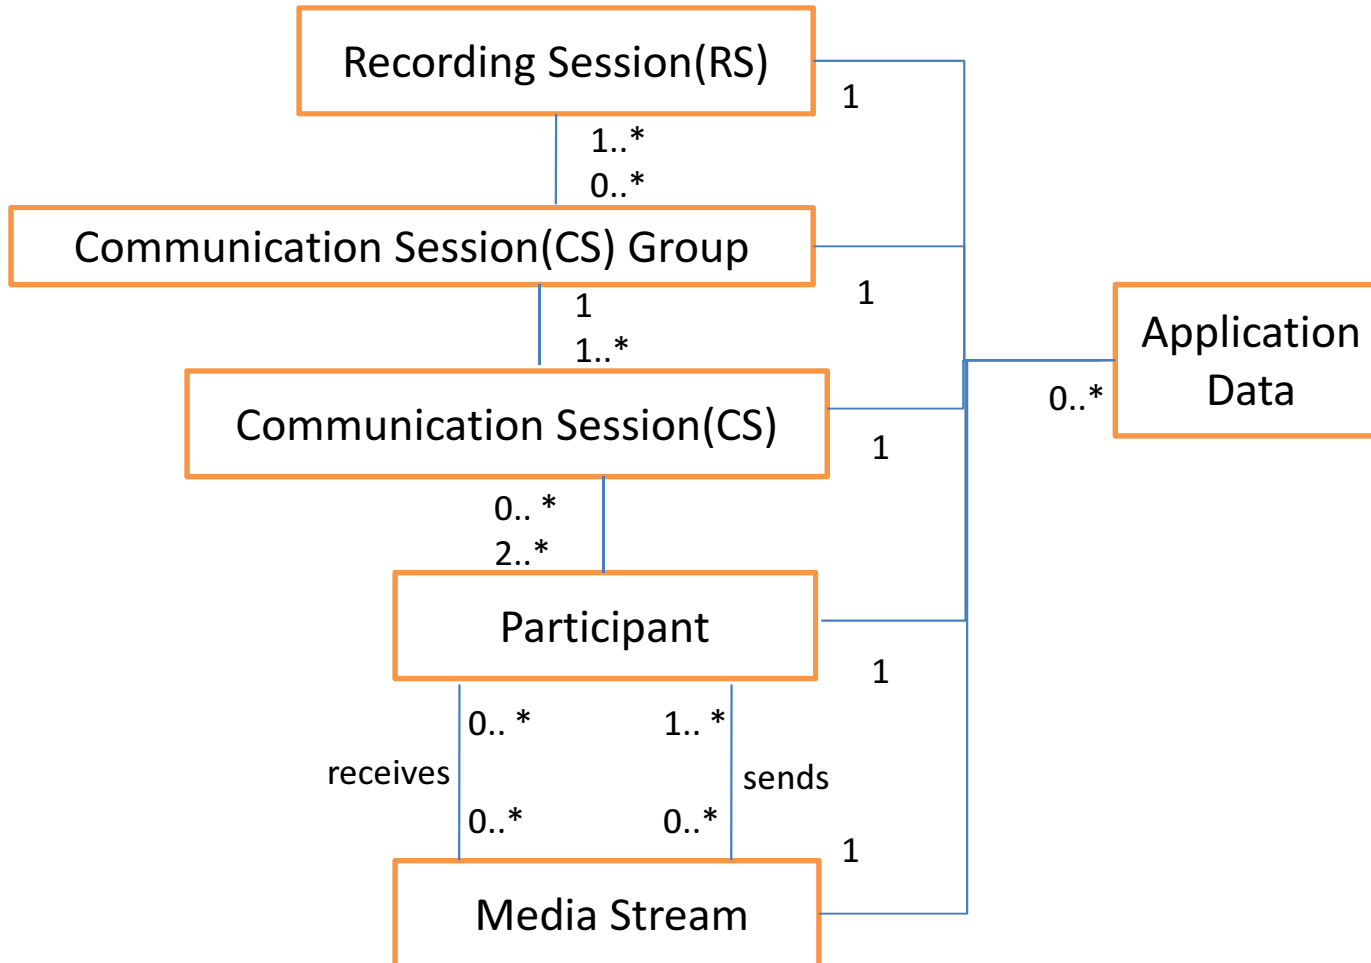 Recording Session(RS)
1
1..*
0..*
Communication Session(CS) Group
1
1
1..*
Application
Data
0..*
Communication Session(CS)
1
0.. *
2..*
Participant
1
0.. *
1.. *
receives
sends
0..*
0..*
1
Media Stream